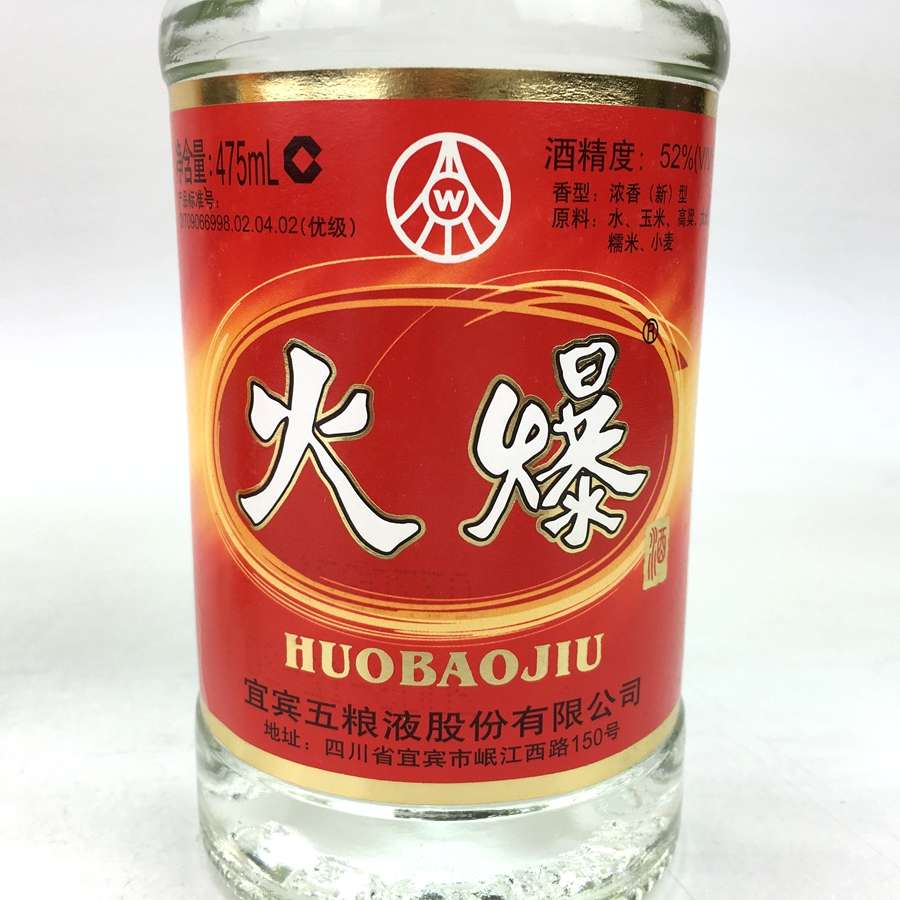 净含量: 475mL
产品标准号:
Q/709066998.02.04.02(优级)
W
酒精度: 52%(V/V
香型: 浓香(新)型
原料: 水、玉米、高粱、大
糯米、小麦
火爆®
酒
HUOBAOJIU
宜宾五粮液股份有限公司
地址: 四川省宜宾市岷江西路150号